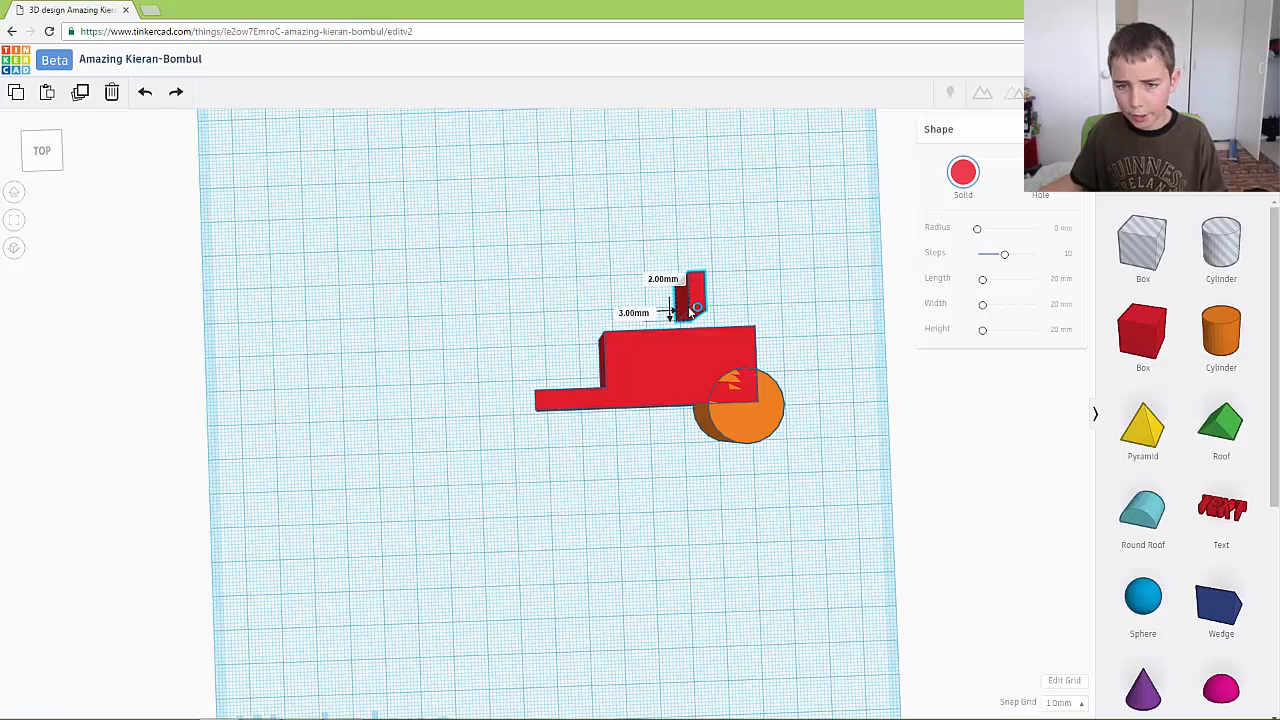 3D design Amazing Kiera
https://www.tinkercad.com/things/le2ow7EmroC-amazing-kieran-bombul/editv2
TIN
KER
CAD
Beta
Amazing Kieran-Bombul
TOP
Shape
Solid
Hole
Radius
0 mm
Steps
10
Length
20 mm
Width
20 mm
Height
20 mm
2.00mm
3.00mm
Box
Cylinder
Box
Cylinder
Pyramid
Roof
Round Roof
Text
Sphere
Wedge
Edit Grid
Snap Grid
1.0mm
GUINNESS